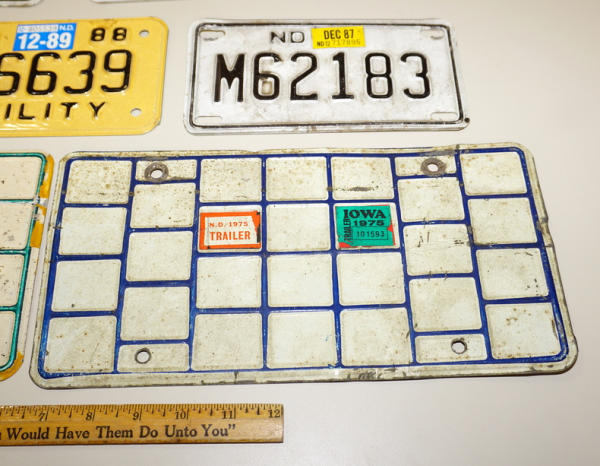 N.D.
12-89
88
6639
ILITY
ND
DEC 87
M62183
N.D./1975
TRAILER
IOWA
1975
TRAILER
101593
7 8 9 10 11 12
Would Have Them Do Unto You"